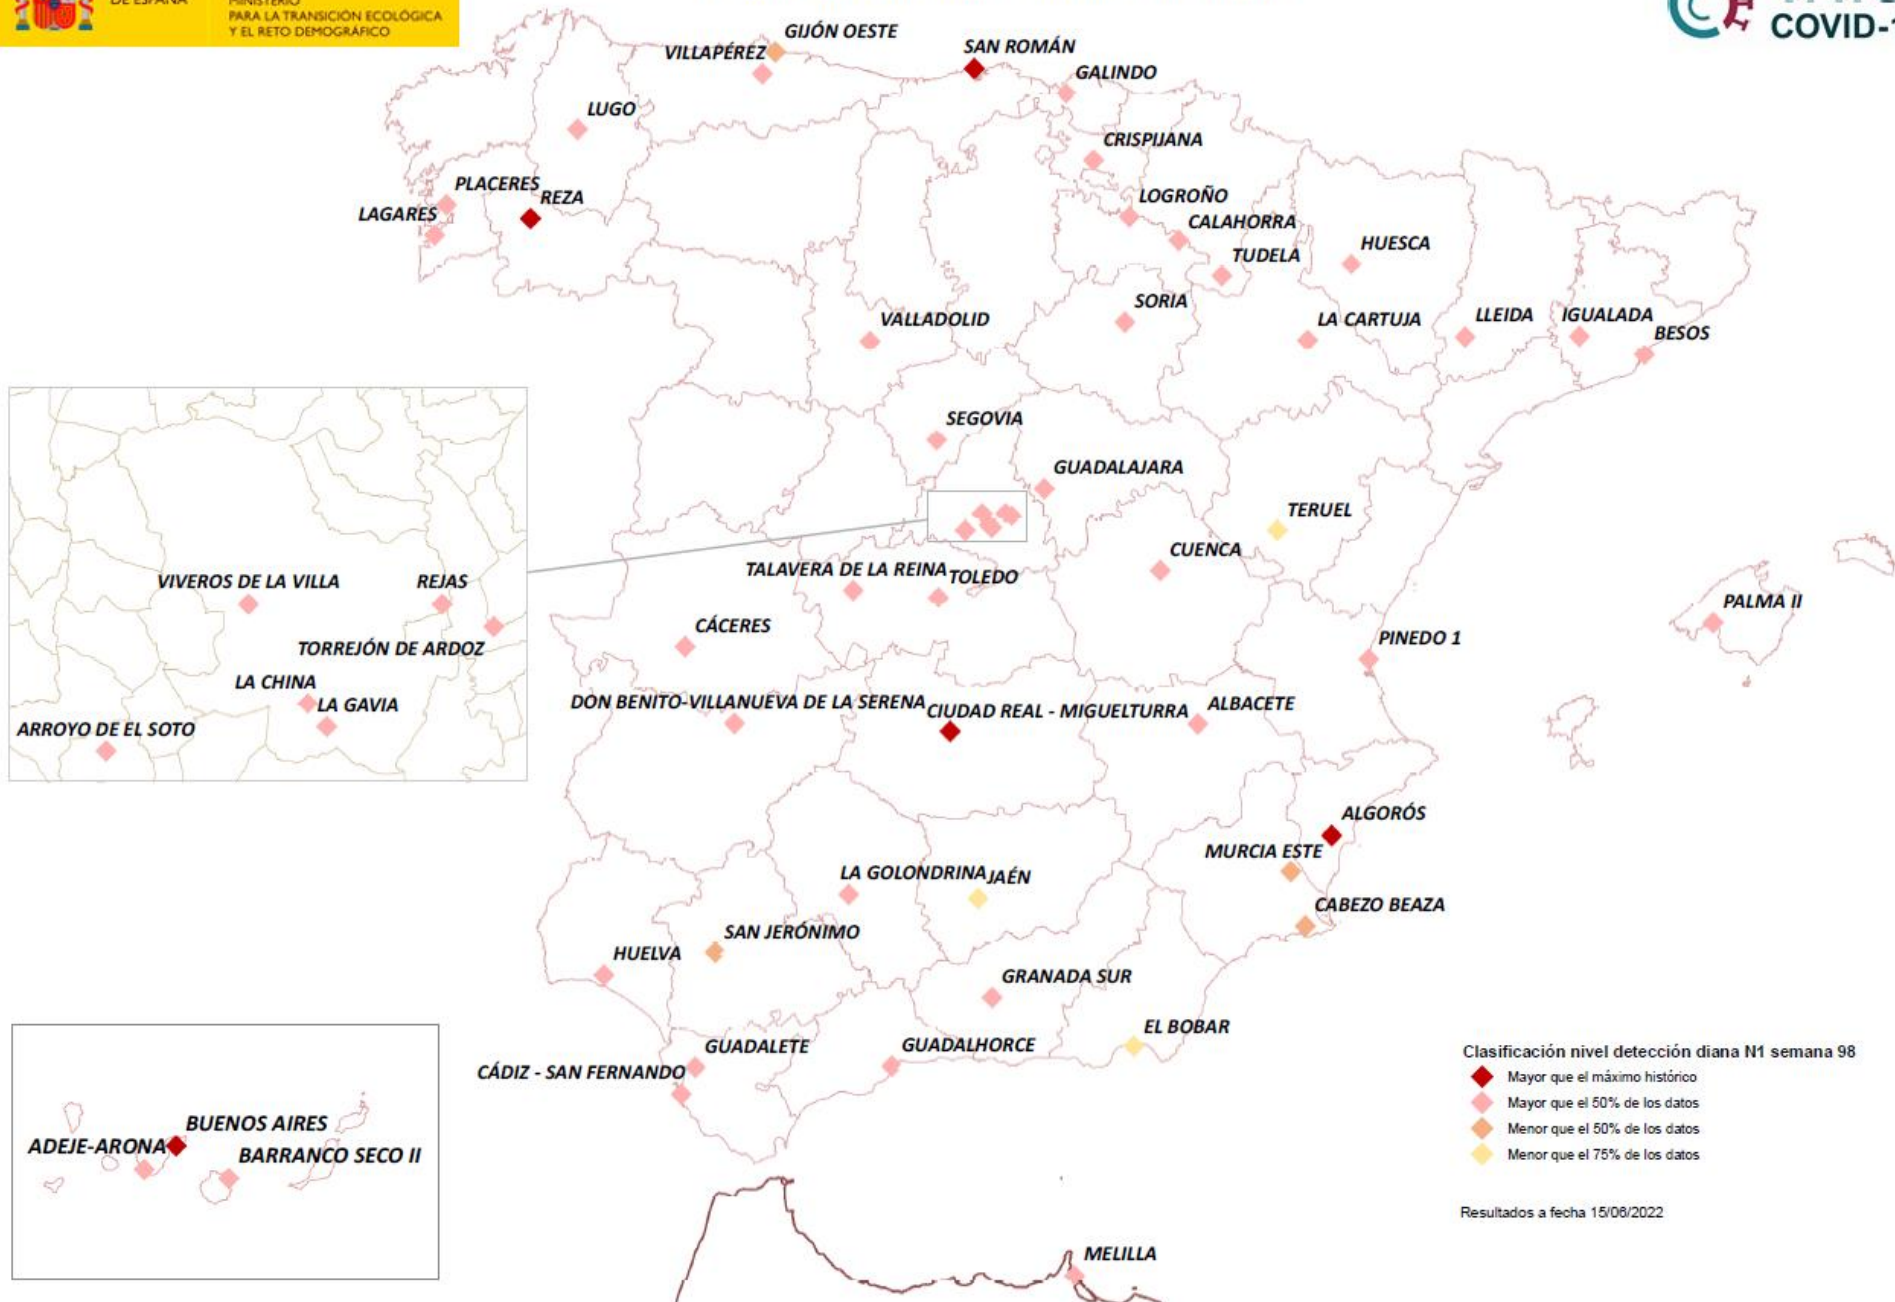 DE ESPAÑA
MINISTERIO
PARA LA TRANSICIÓN ECOLÓGICA
Y EL RETO DEMOGRÁFICO
COVID-1
GIJÓN OESTE
VILLAPÉREZ
SAN ROMÁN
GALINDO
LUGO
CRISPIJANA
PLACERES
REZA
LAGARES
LOGROÑO
CALAHORRA
TUDELA
HUESCA
SORIA
VALLADOLID
LA CARTUJA
LLEIDA
IGUALADA
BESOS
SEGOVIA
GUADALAJARA
TERUEL
CUENCA
TALAVERA DE LA REINA
TOLEDO
VIVEROS DE LA VILLA
REJAS
TORREJÓN DE ARDOZ
LA CHINA
LA GAVIA
ARROYO DE EL SOTO
PALMA II
CÁCERES
PINEDO 1
DON BENITO-VILLANUEVA DE LA SERENA
CIUDAD REAL - MIGUELTURRA
ALBACETE
ALGORÓS
MURCIA ESTE
LA GOLONDRINA
JAÉN
CABEZO BEAZA
SAN JERÓNIMO
HUELVA
GRANADA SUR
EL BOBAR
GUADALETE
GUADALHORCE
CÁDIZ - SAN FERNANDO
BUENOS AIRES
ADEJE-ARONA
BARRANCO SECO II
MELILLA
Clasificación nivel detección diana N1 semana 98
Mayor que el máximo histórico
Mayor que el 50% de los datos
Menor que el 50% de los datos
Menor que el 75% de los datos
Resultados a fecha 15/06/2022